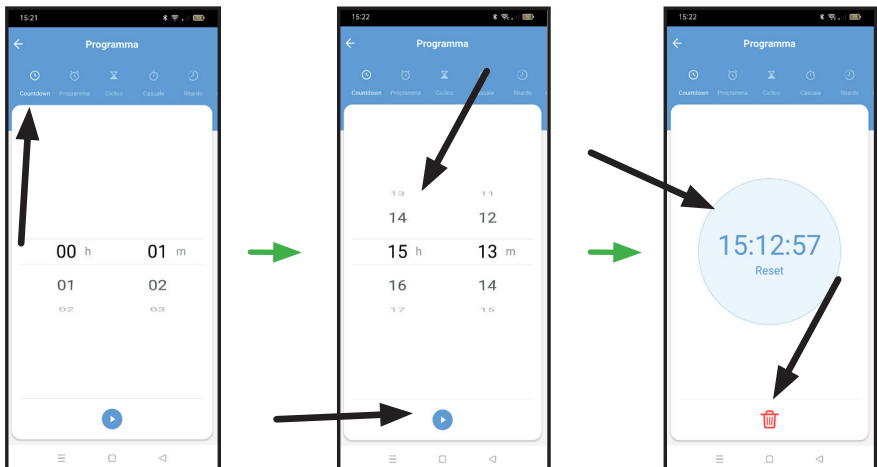 15:21
Programma
Countdown Programma Ciclico Casuale Ritardo
00 h 01 m
01 02
02 03
15:22
Programma
Countdown Programma Ciclico Casuale Ritardo
13 11
14 12
15 h 13 m
16 14
17 15
15:22
Programma
Countdown Programma Ciclico Casuale Ritardo
15:12:57
Reset